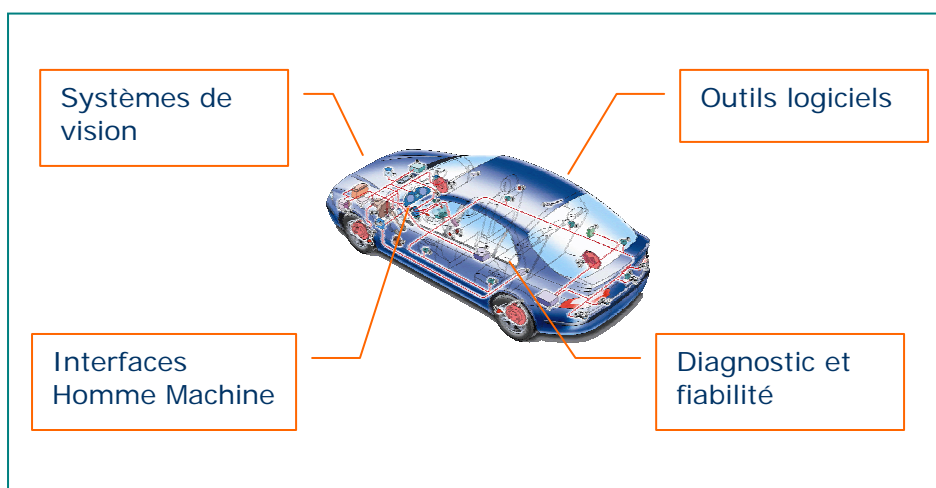 Systèmes de
vision
Outils logiciels
Interfaces
Homme Machine
Diagnostic et
fiabilité